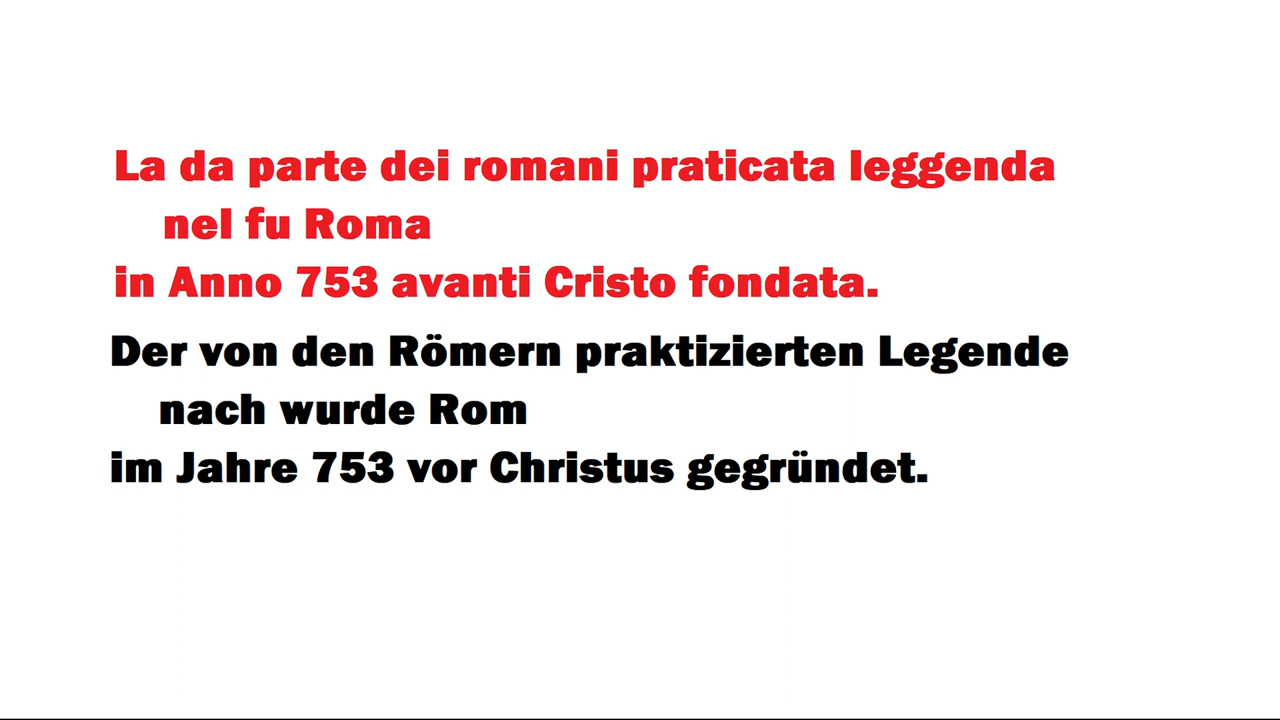 La da parte dei romani praticata leggenda
nel fu Roma
in Anno 753 avanti Cristo fondata.
Der von den Römern praktizierten Legende
nach wurde Rom
im Jahre 753 vor Christus gegründet.